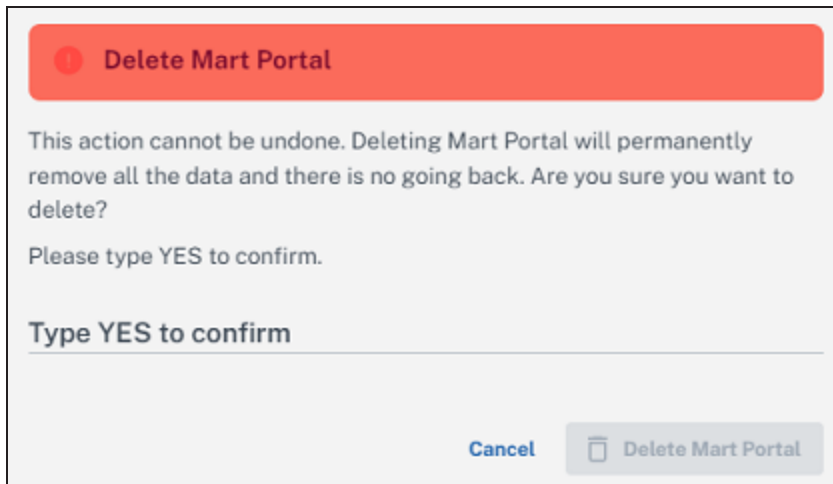 Delete Mart Portal
This action cannot be undone. Deleting Mart Portal will permanently
remove all the data and there is no going back. Are you sure you want to
delete?
Please type YES to confirm.
Type YES to confirm
Cancel
Delete Mart Portal